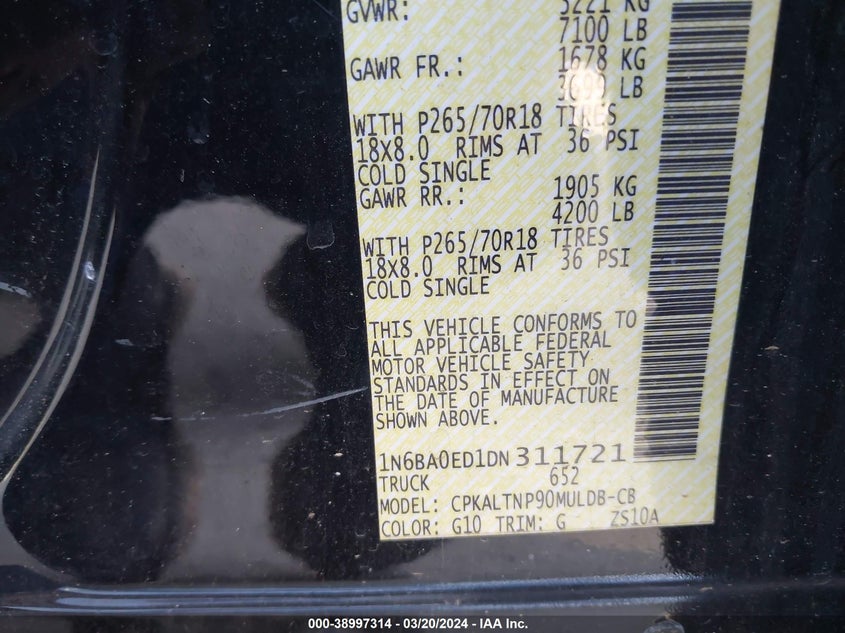 GVWR: 3221 KG
7100 LB
GAWR FR.: 1678 KG
LB
WITH P265/70R18 TIRES
18X8.0 RIMS AT 36 PSI
COLD SINGLE
GAWR RR.: 1905 KG
4200 LB
WITH P265/70R18 TIRES
18X8.0 RIMS AT 36 PSI
COLD SINGLE
THIS VEHICLE CONFORMS TO
ALL APPLICABLE FEDERAL
MOTOR VEHICLE SAFETY
STANDARDS IN EFFECT ON
THE DATE OF MANUFACTURE
SHOWN ABOVE.
1N6BA0ED1DN311721
TRUCK 652
MODEL: CPKALTNP90MULDB-CB
COLOR: G10 TRIM: G ZS10A
000-38997314 - 03/20/2024 - IAA Inc.